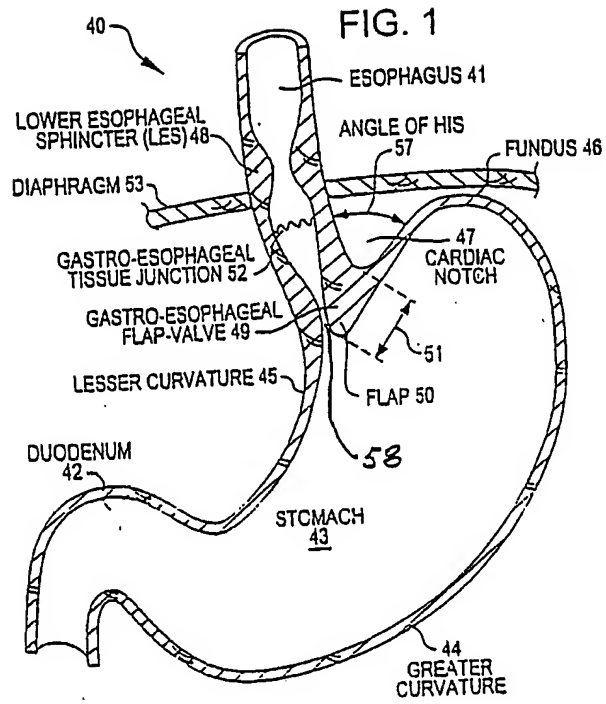 FIG. 1
40
ESOPHAGUS 41
LOWER ESOPHAGEAL
SPHINCTER (LES) 48
ANGLE OF HIS
57
FUNDUS 46
DIAPHRAGM 53
47
CARDIAC
NOTCH
GASTRO-ESOPHAGEAL
TISSUE JUNCTION 52
GASTRO-ESOPHAGEAL
FLAP-VALVE 49
51
LESSER CURVATURE 45
FLAP 50
58
DUODENUM
42
STOMACH
43
44
GREATER
CURVATURE